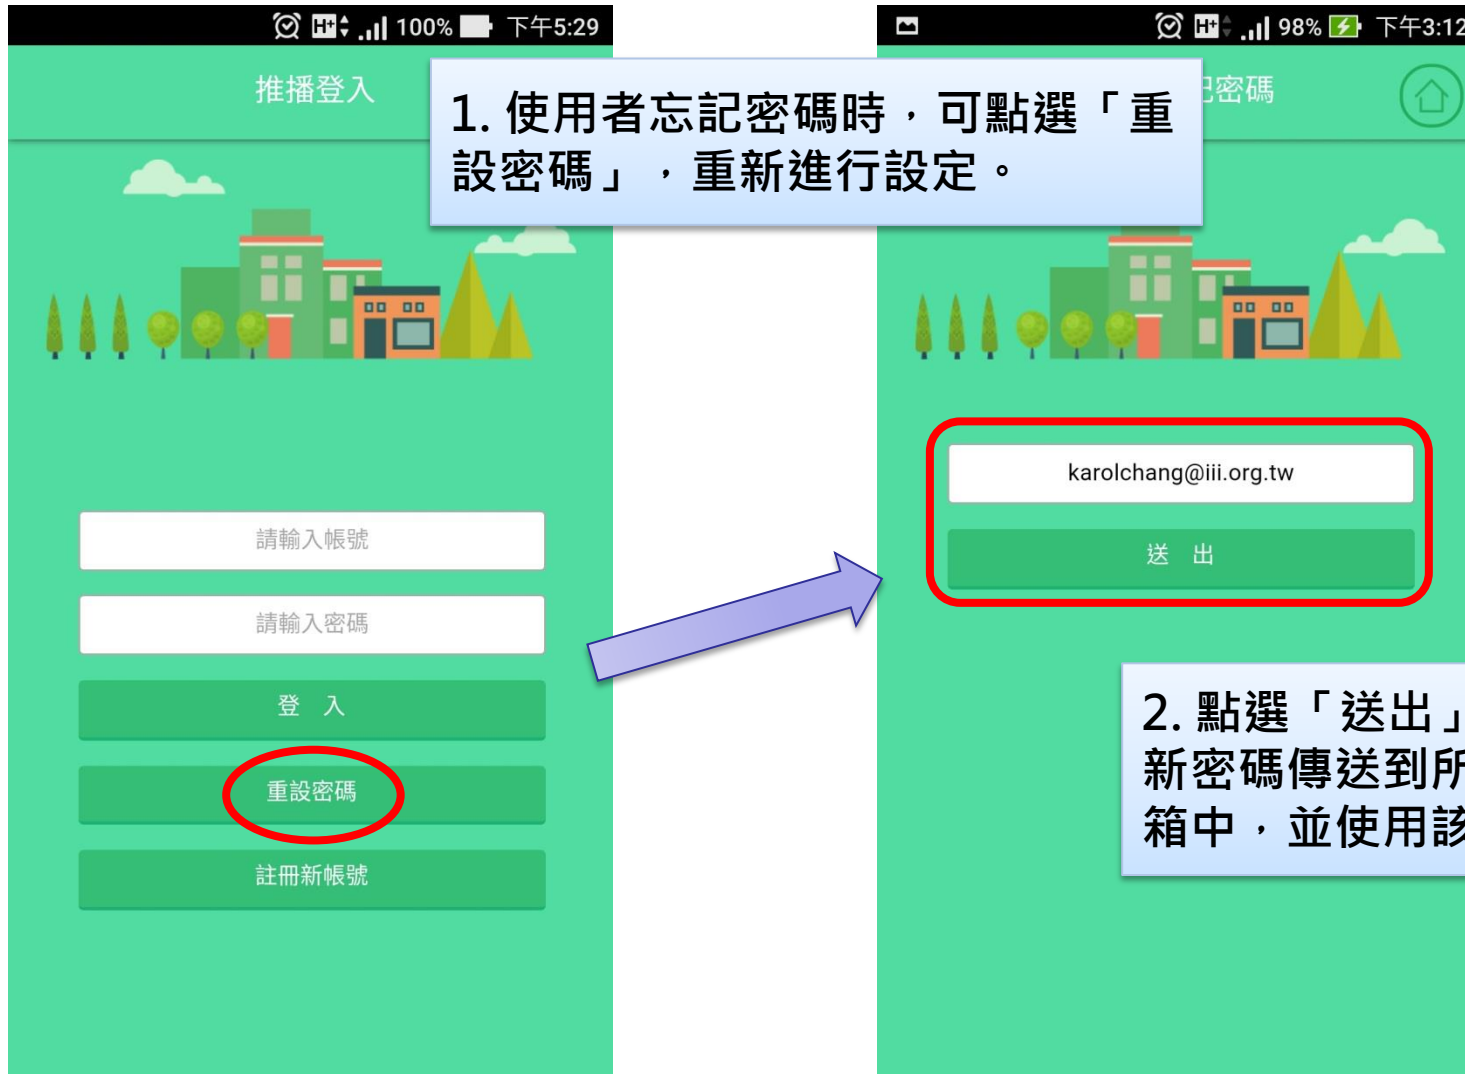 100% 下午5:29
推播登入
1. 使用者忘記密碼時，可點選「重
設密碼」，重新進行設定。
請輸入帳號
請輸入密碼
登 入
重設密碼
註冊新帳號
98% 下午3:12
密碼
karolchang@iii.org.tw
送 出
2. 點選「送出」
新密碼傳送到所
箱中，並使用該